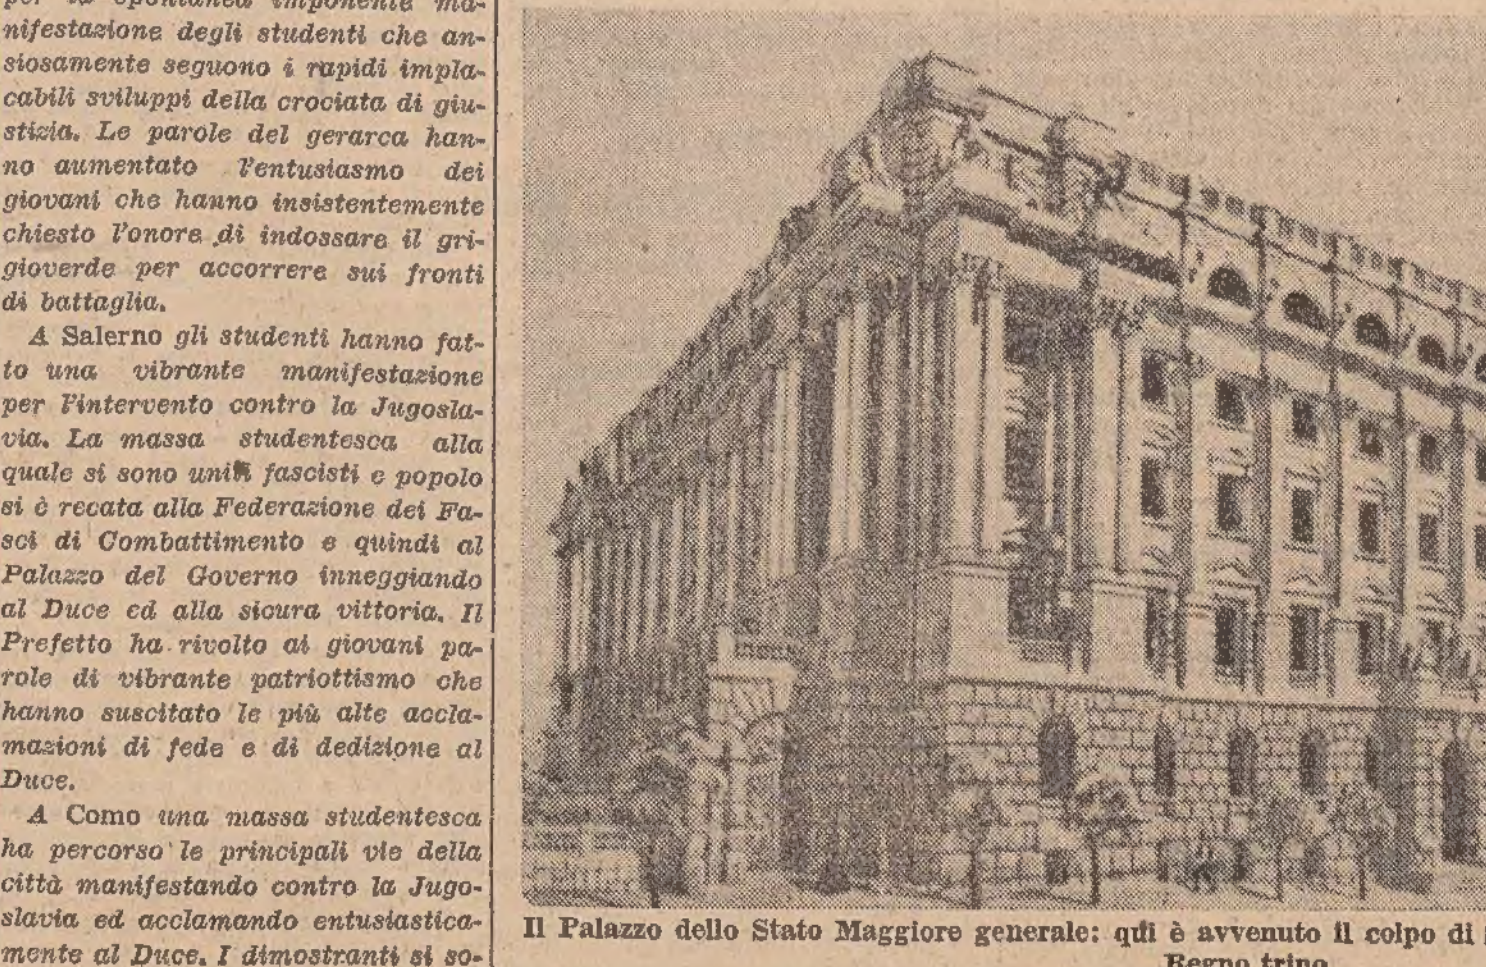 per la spontanea imponente ma-
nifestazione degli studenti che an-
siosamente seguono i rapidi impla-
cabili sviluppi della crociata di giu-
stizia. Le parole del gerarca han-
no aumentato l'entusiasmo dei
giovani che hanno insistentemente
chiesto l'onore di indossare il gri-
gioverde per accorrere sui fronti
di battaglia.
A Salerno gli studenti hanno fat-
to una vibrante manifestazione
per l'intervento contro la Jugosla-
via. La massa studentesca alla
quale si sono uniti fascisti e popolo
si è recata alla Federazione dei Fa-
sci di Combattimento e quindi al
Palazzo del Governo inneggiando
al Duce ed alla sicura vittoria. Il
Prefetto ha rivolto ai giovani pa-
role di vibrante patriottismo che
hanno suscitato le più alte accla-
mazioni di fede e di dedizione al
Duce.
A Como una massa studentesca
ha percorso le principali vie della
città manifestando contro la Jugo-
slavia ed acclamando entusiastica-
mente al Duce. I dimostranti si so-
Il Palazzo dello Stato Maggiore generale: qui è avvenuto il colpo di
Regno trino